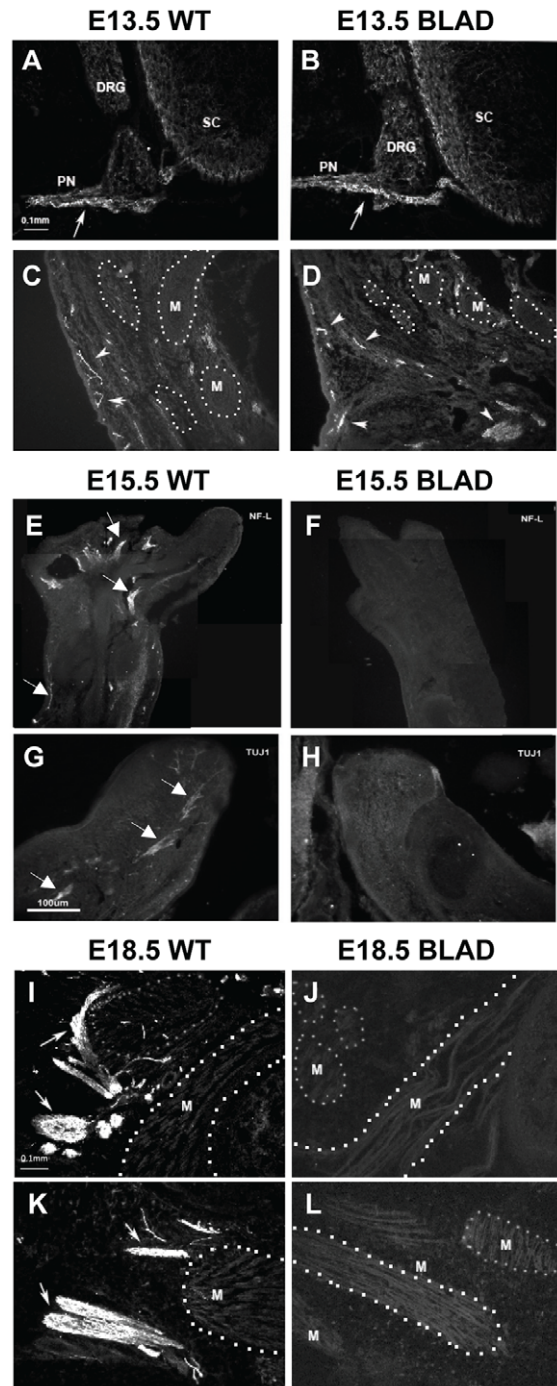 E13.5 WT E13.5 BLAD
A B
DRG
SC
DRG
SC
PN
PN
0.1mm
C D
M
M
M
M
E15.5 WT E15.5 BLAD
E NF-L F NF-L
G TUJ1 H TUJ1
100um
E18.5 WT E18.5 BLAD
I J
M
M
M
0.1mm
K L
M
M
M
M